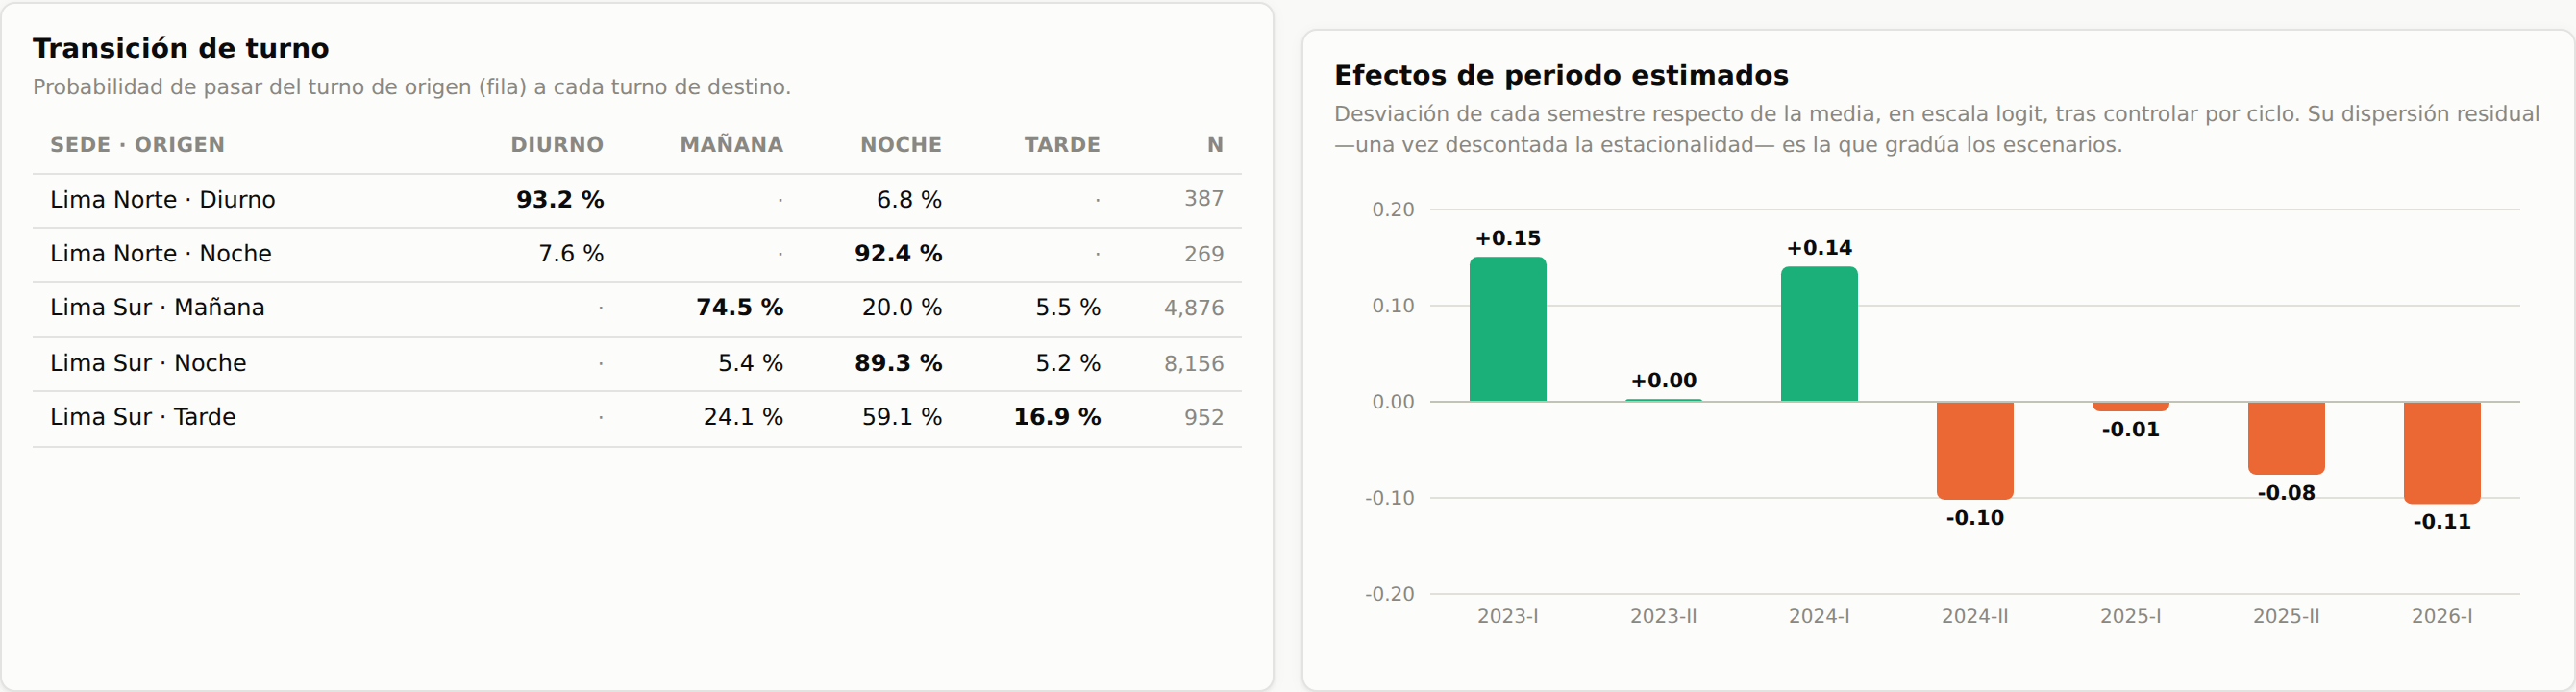 Transición de turno
Probabilidad de pasar del turno de origen (fila) a cada turno de destino.
SEDE · ORIGEN DIURNO MAÑANA NOCHE TARDE N
Lima Norte · Diurno 93.2 % · 6.8 % · 387
Lima Norte · Noche 7.6 % · 92.4 % · 269
Lima Sur · Mañana · 74.5 % 20.0 % 5.5 % 4,876
Lima Sur · Noche · 5.4 % 89.3 % 5.2 % 8,156
Lima Sur · Tarde · 24.1 % 59.1 % 16.9 % 952
Efectos de periodo estimados
Desviación de cada semestre respecto de la media, en escala logit, tras controlar por ciclo. Su dispersión residual
—una vez descontada la estacionalidad— es la que gradúa los escenarios.
0.20
+0.15
+0.14
0.10
+0.00
0.00
-0.01
-0.10
-0.08
-0.10
-0.11
-0.20
2023-I 2023-II 2024-I 2024-II 2025-I 2025-II 2026-I